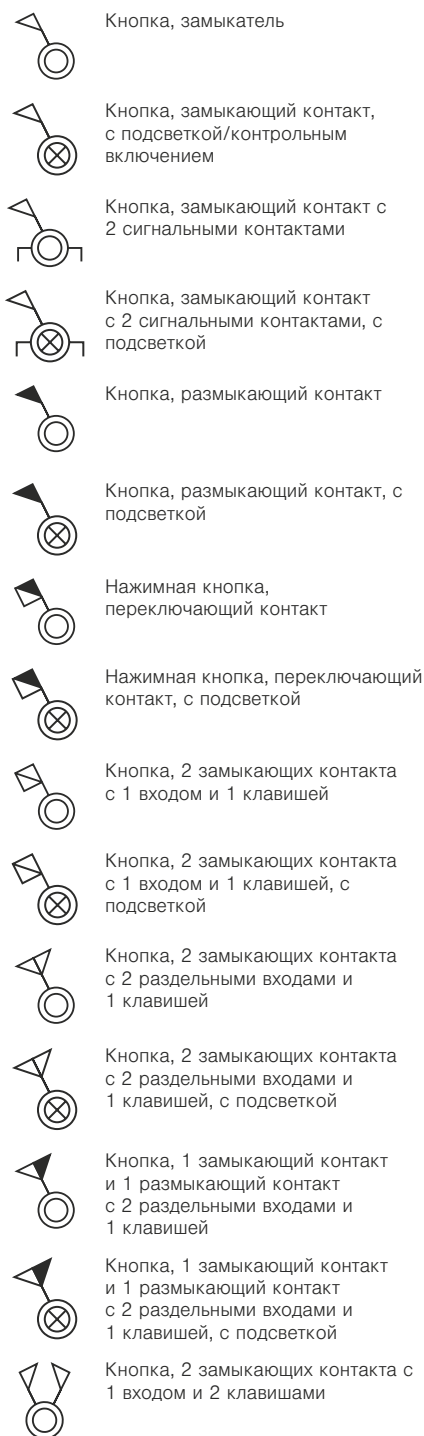 Кнопка, замыкатель
Кнопка, замыкающий контакт,
с подсветкой/контрольным
включением
Кнопка, замыкающий контакт с
2 сигнальными контактами
Кнопка, замыкающий контакт
с 2 сигнальными контактами, с
подсветкой
Кнопка, размыкающий контакт
Кнопка, размыкающий контакт, с
подсветкой
Нажимная кнопка,
переключающий контакт
Нажимная кнопка, переключающий
контакт, с подсветкой
Кнопка, 2 замыкающих контакта
с 1 входом и 1 клавишей
Кнопка, 2 замыкающих контакта
с 1 входом и 1 клавишей, с
подсветкой
Кнопка, 2 замыкающих контакта
с 2 раздельными входами и
1 клавишей
Кнопка, 2 замыкающих контакта
с 2 раздельными входами и
1 клавишей, с подсветкой
Кнопка, 1 замыкающий контакт
и 1 размыкающий контакт
с 2 раздельными входами и
1 клавишей
Кнопка, 1 замыкающий контакт
и 1 размыкающий контакт
с 2 раздельными входами и
1 клавишей, с подсветкой
Кнопка, 2 замыкающих контакта с
1 входом и 2 клавишами